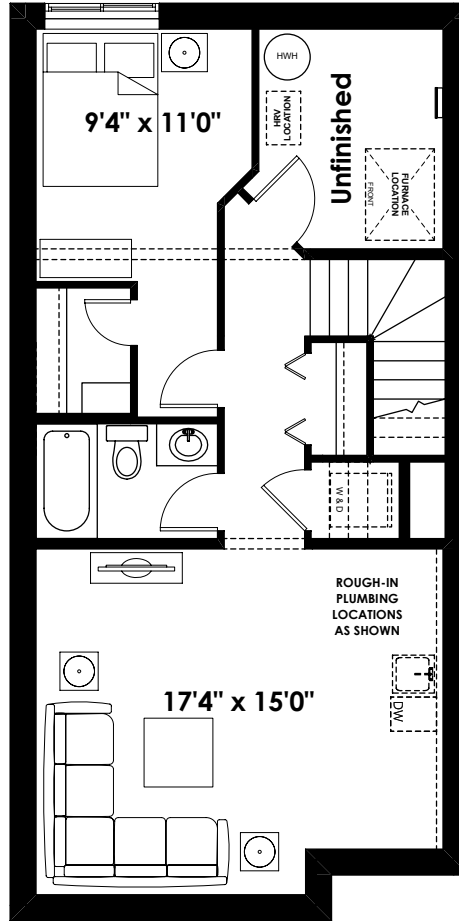 HWH
9'4" x 11'0"
HRV
LOCATION
Unfinished
FURNACE
LOCATION
FRONT
W & D
ROUGH-IN
PLUMBING
LOCATIONS
AS SHOWN
17'4" x 15'0"
DW